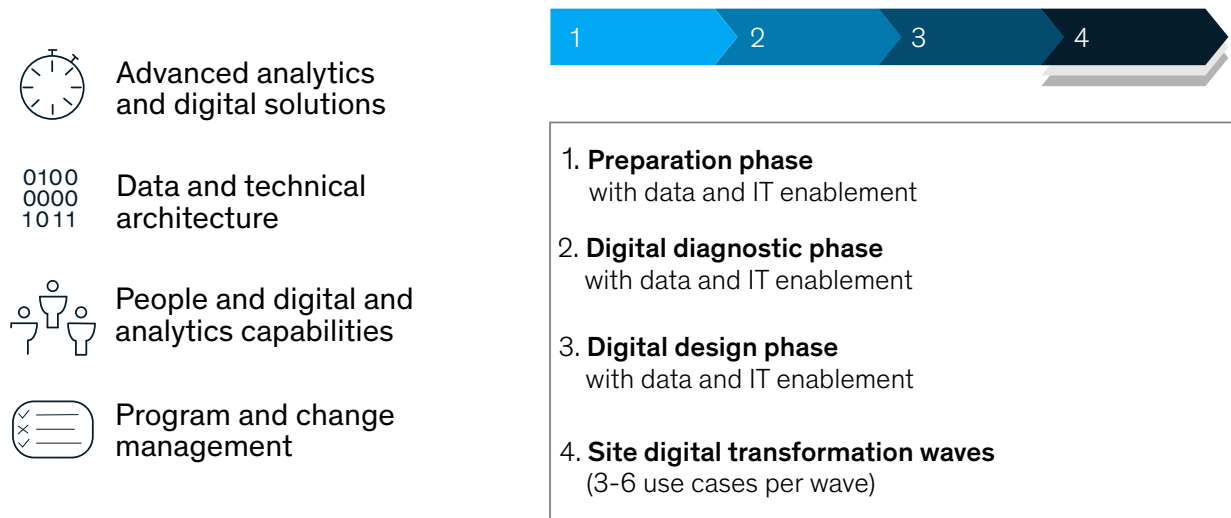 Advanced analytics
and digital solutions
0100
0000
1011
Data and technical
architecture
People and digital and
analytics capabilities
Program and change
management
1 2 3 4
1. Preparation phase
with data and IT enablement
2. Digital diagnostic phase
with data and IT enablement
3. Digital design phase
with data and IT enablement
4. Site digital transformation waves
(3-6 use cases per wave)